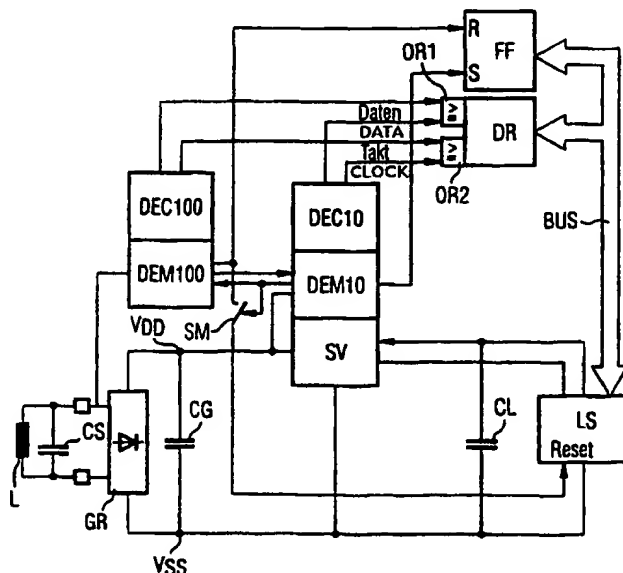 R
FF
S
OR1
Daten
DATA
≥v
DR
Takt
CLOCK
≥v
OR2
DEC100
DEC10
BUS
DEM100
DEM10
SM
VDD
SV
CS
CG
CL
LS
Reset
L
GR
VSS